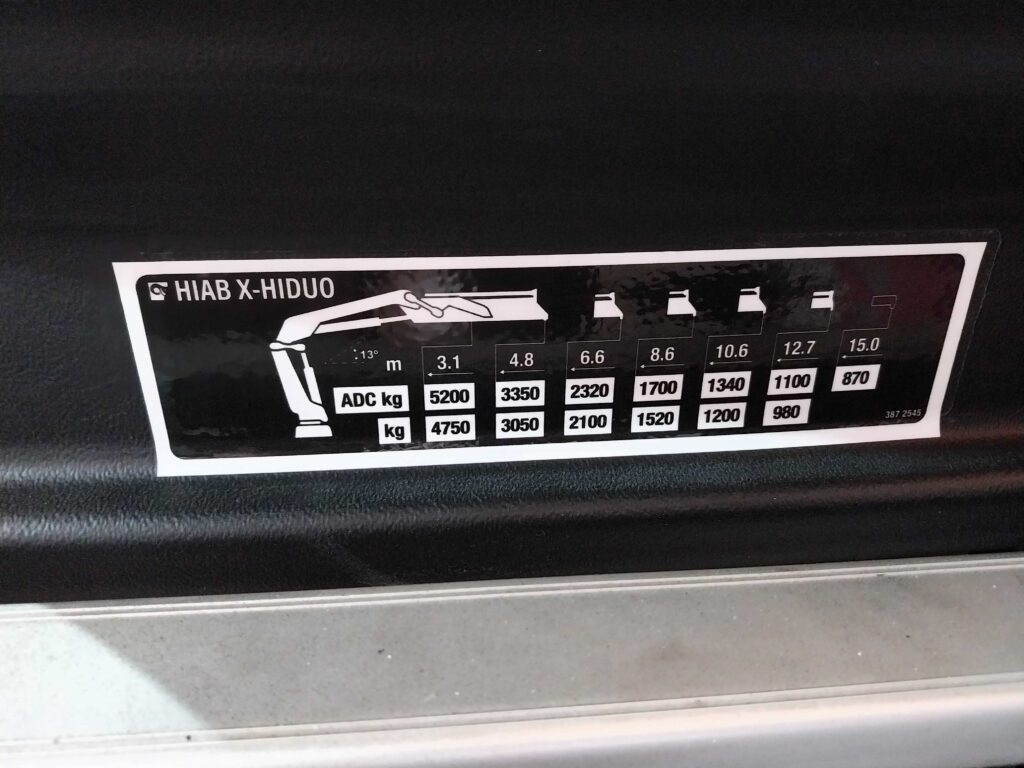 HIAB X-HIDUO
13°
m 3.1 4.8 6.6 8.6 10.6 12.7 15.0
ADC kg 5200 3350 2320 1700 1340 1100 870
kg 4750 3050 2100 1520 1200 980
387 2545